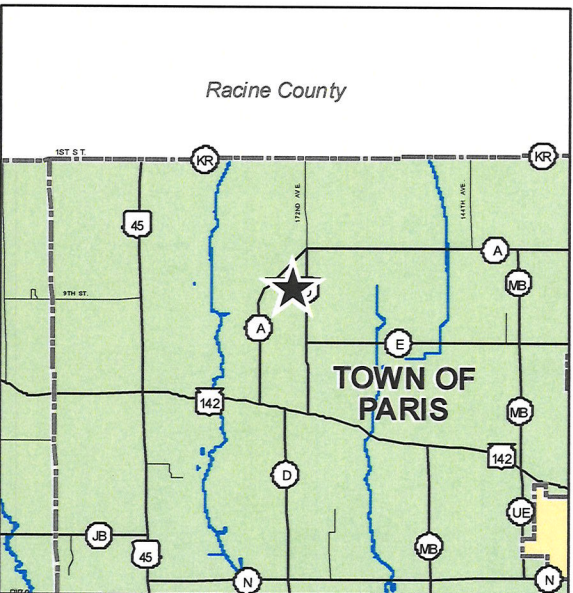 Racine County
1ST ST.
KR
KR
172ND AVE.
144TH AVE.
45
A
MB
9TH ST.
A
E
TOWN OF
PARIS
142
MB
142
D
UE
JB
45
MB
N
N